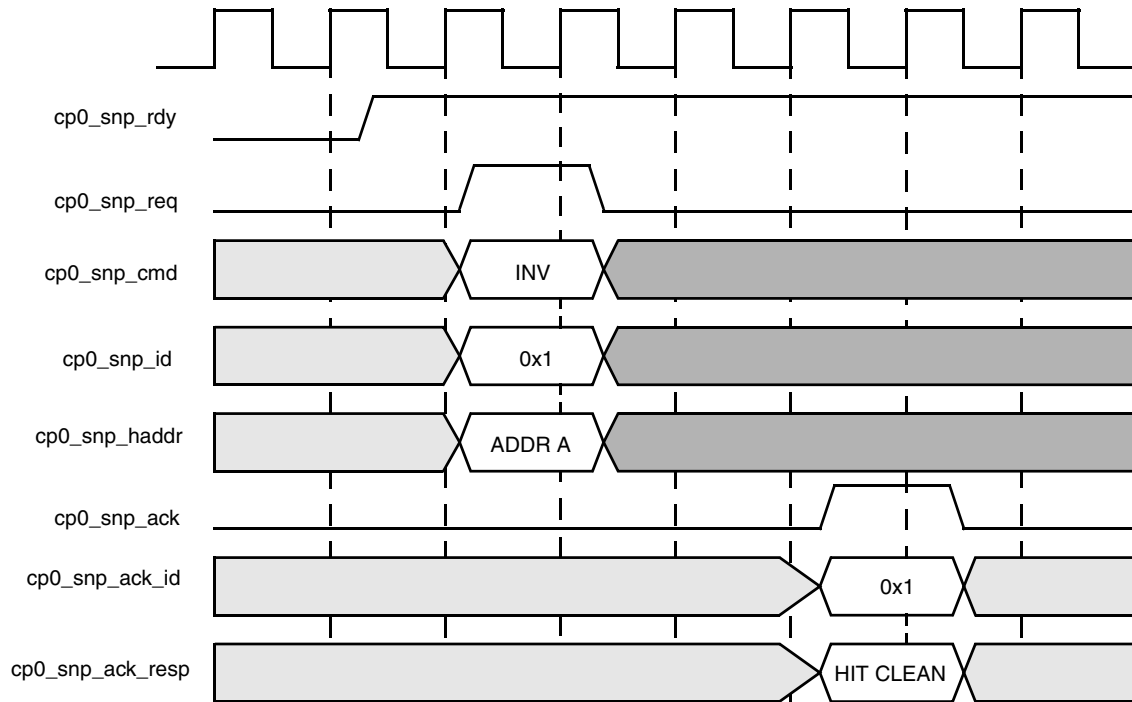 cp0_snp_rdy
cp0_snp_req
cp0_snp_cmd INV
cp0_snp_id 0x1
cp0_snp_haddr ADDR A
cp0_snp_ack
cp0_snp_ack_id 0x1
cp0_snp_ack_resp HIT CLEAN